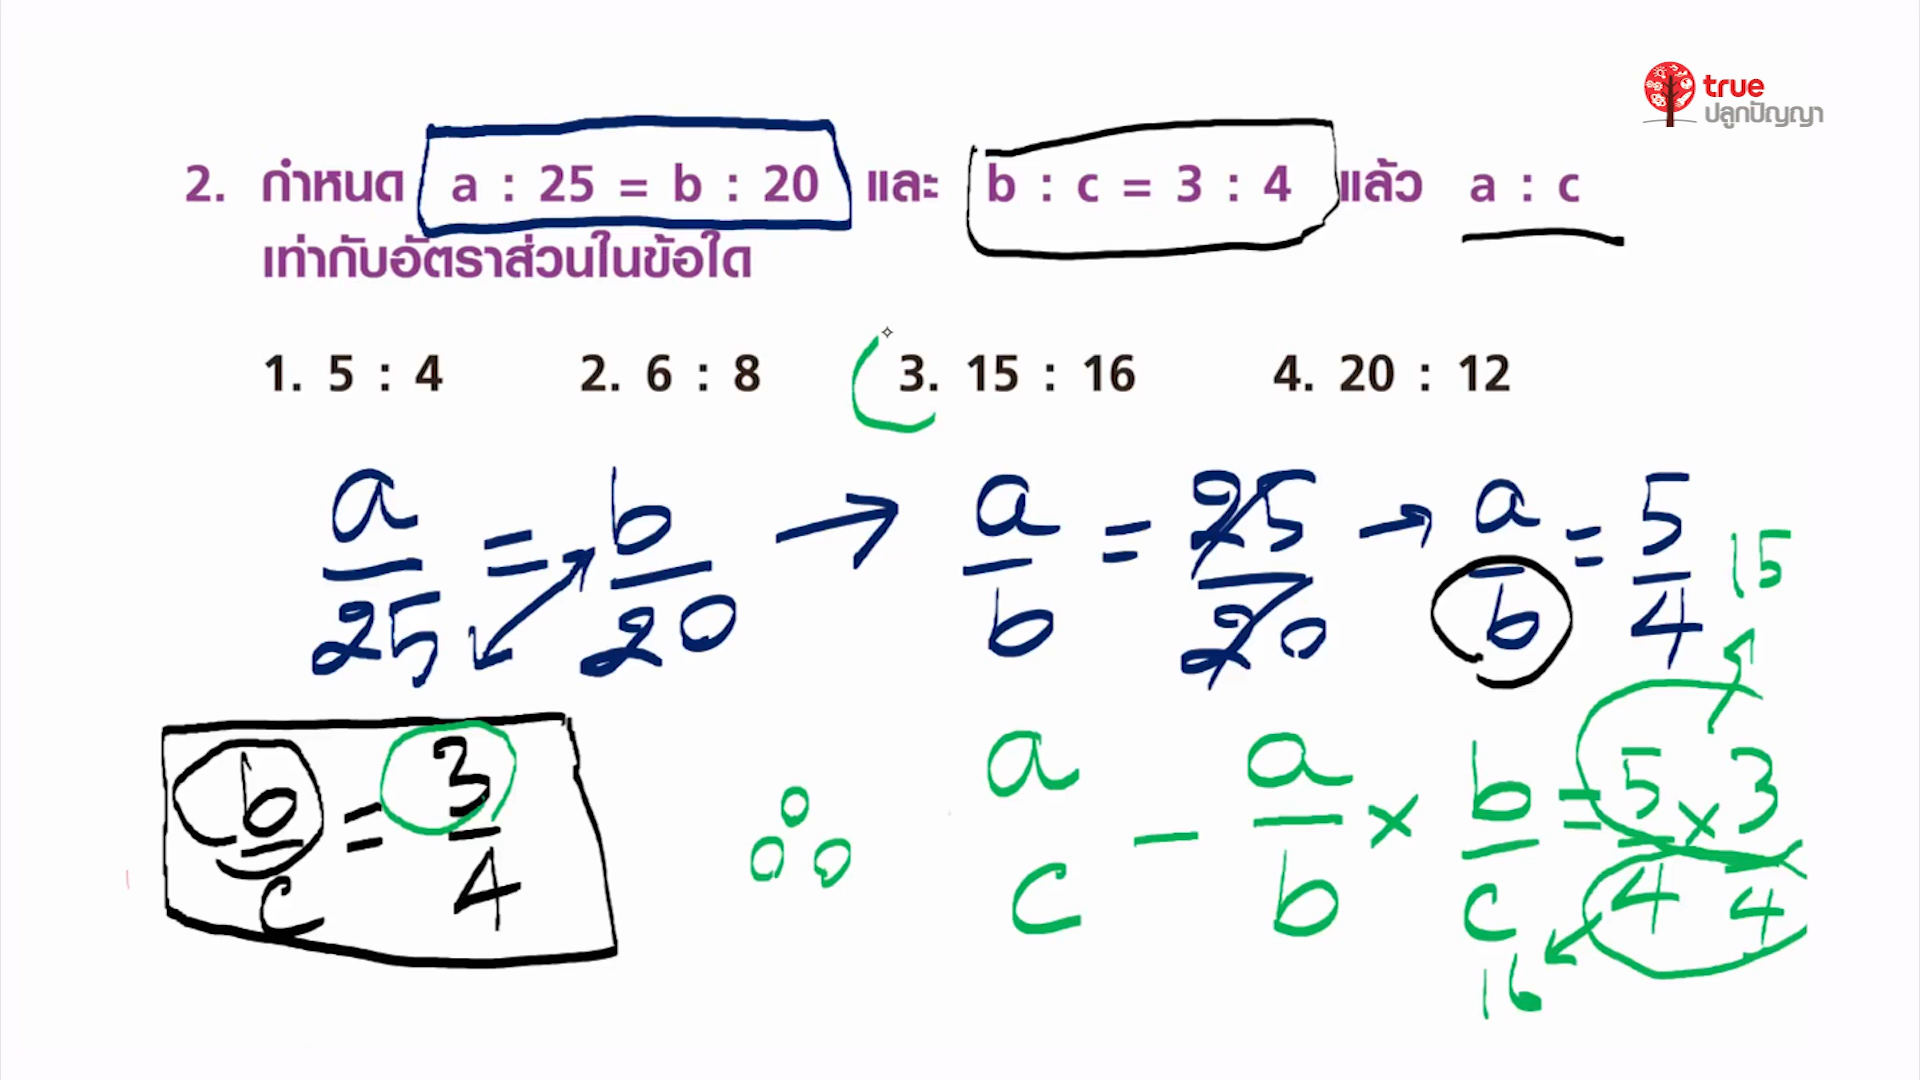 true
ปลูกปัญญา
2. กำหนด a : 25 = b : 20 และ b : c = 3 : 4 แล้ว a : c
เท่ากับอัตราส่วนในข้อใด
1. 5 : 4 2. 6 : 8 3. 15 : 16 4. 20 : 12
a/25 = b/20 → a/b = 25/20 → a/b = 5/4
15
b/c = 3/4 ∴ a/c – a/b × b/c = 5/4 × 3/4
16